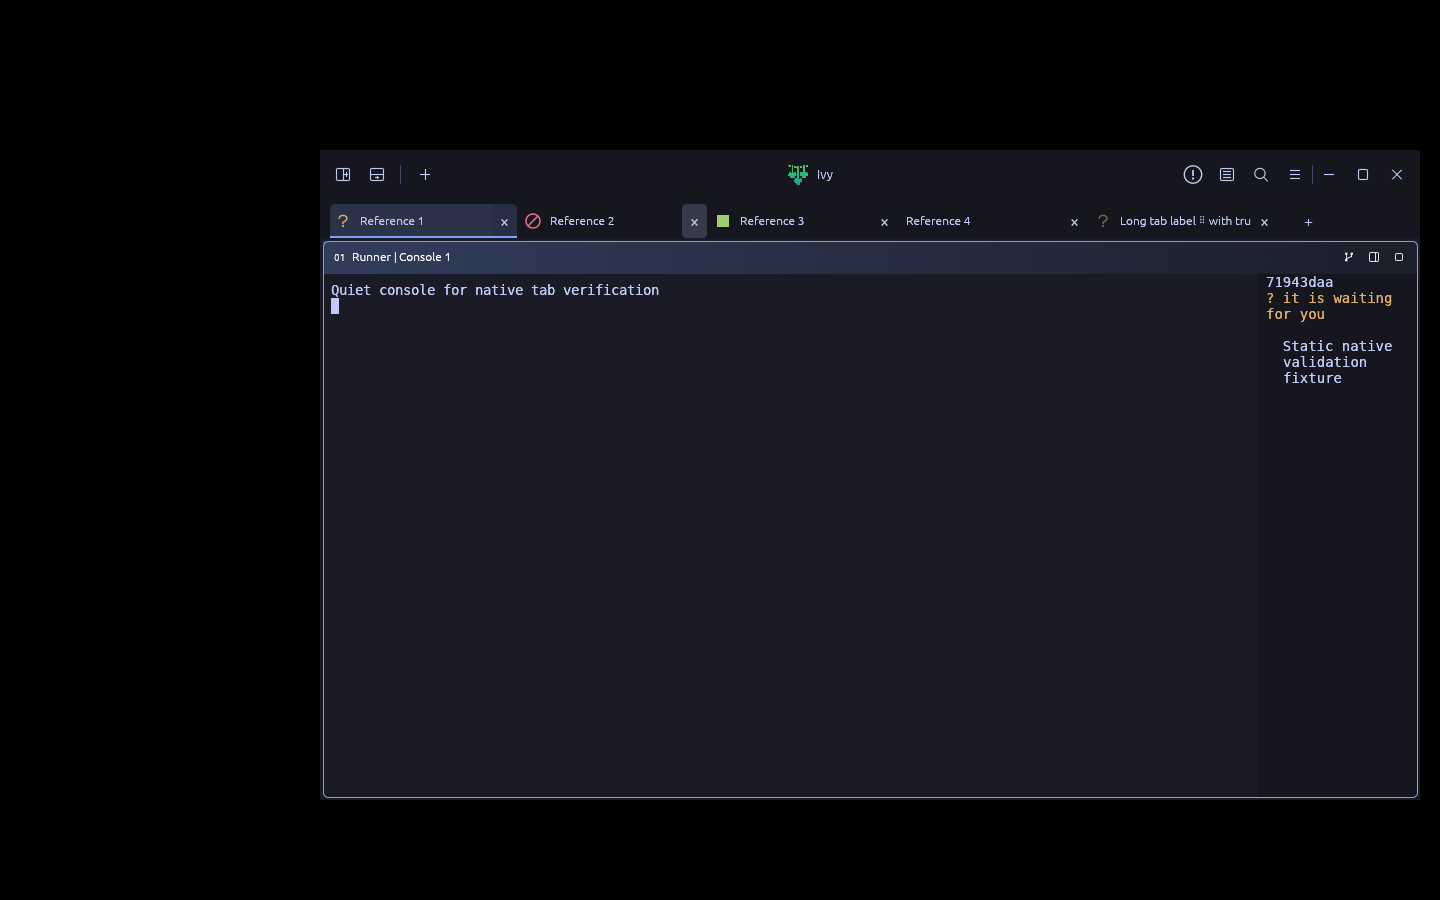 Ivy
? Reference 1 ×
Reference 2 ×
Reference 3 ×
Reference 4 ×
? Long tab label ⠿ with tru ×
01 Runner | Console 1
Quiet console for native tab verification
71943daa
? it is waiting
for you
Static native
validation
fixture